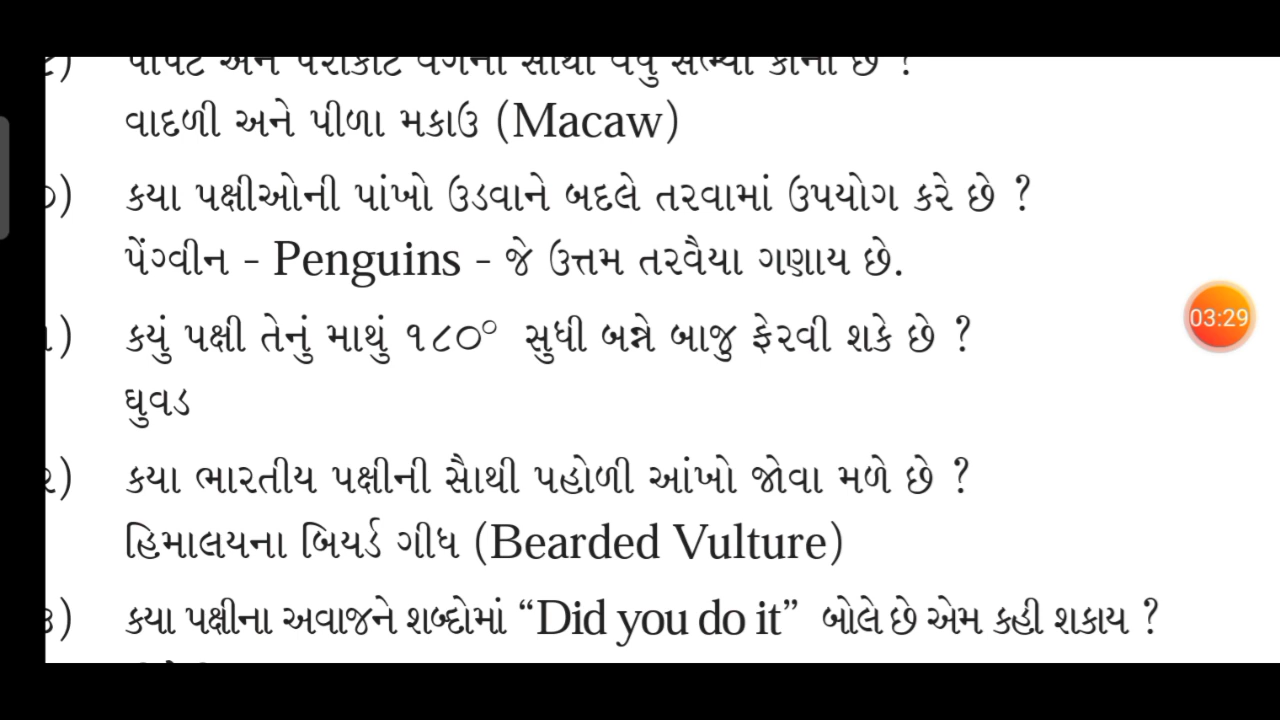 વાદળી અને પીળા મકાઉ (Macaw)
કયા પક્ષીઓની પાંખો ઉડવાને બદલે તરવામાં ઉપયોગ કરે છે ?
પેંગ્વીન - Penguins - જે ઉત્તમ તરવૈયા ગણાય છે.
કયું પક્ષી તેનું માથું ૧૮૦° સુધી બન્ને બાજુ ફેરવી શકે છે ?
03:29
ઘુવડ
કયા ભારતીય પક્ષીની સૌથી પહોળી આંખો જોવા મળે છે ?
હિમાલયના બિયર્ડ ગીધ (Bearded Vulture)
કયા પક્ષીના અવાજને શબ્દોમાં “Did you do it” બોલે છે એમ કહી શકાય ?